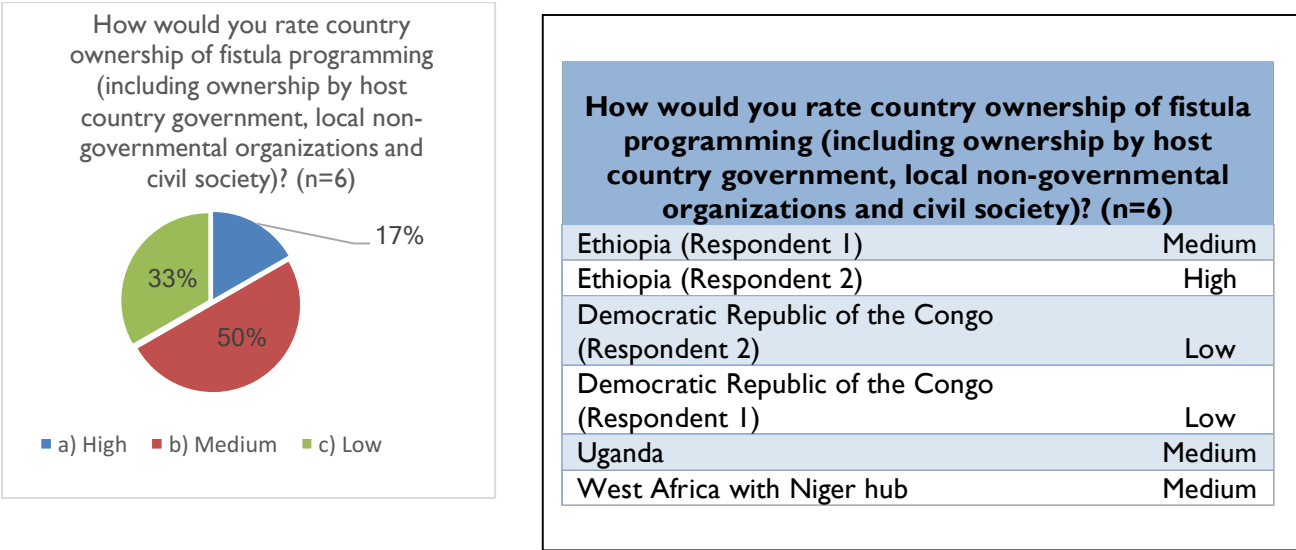 How would you rate country
ownership of fistula programming
(including ownership by host
country government, local non-
governmental organizations and
civil society)? (n=6)
17%
33%
50%
a) High b) Medium c) Low
How would you rate country ownership of fistula
programming (including ownership by host
country government, local non-governmental
organizations and civil society)? (n=6)
Ethiopia (Respondent 1) Medium
Ethiopia (Respondent 2) High
Democratic Republic of the Congo
(Respondent 2) Low
Democratic Republic of the Congo
(Respondent 1) Low
Uganda Medium
West Africa with Niger hub Medium